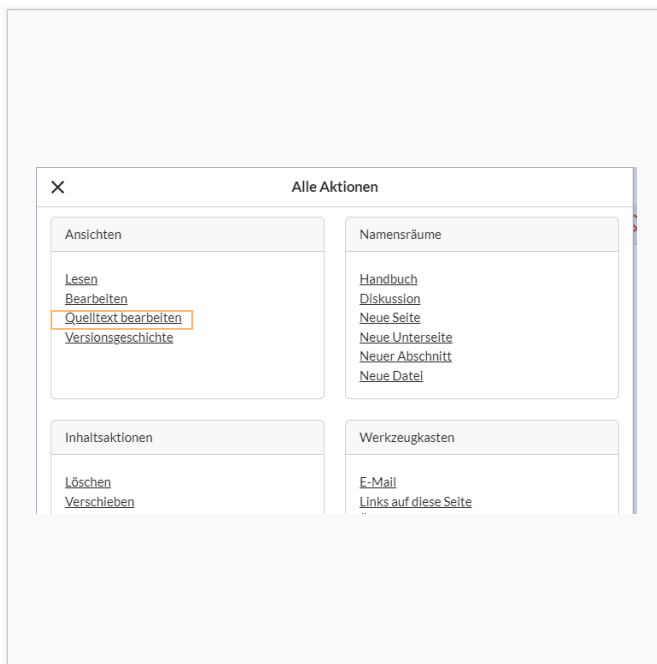 Alle Aktionen
Ansichten
Lesen
Bearbeiten
Quelltext bearbeiten
Versionsgeschichte
Namensräume
Handbuch
Diskussion
Neue Seite
Neue Unterseite
Neuer Abschnitt
Neue Datei
Inhaltsaktionen
Löschen
Verschieben
Werkzeugkasten
E-Mail
Links auf diese Seite